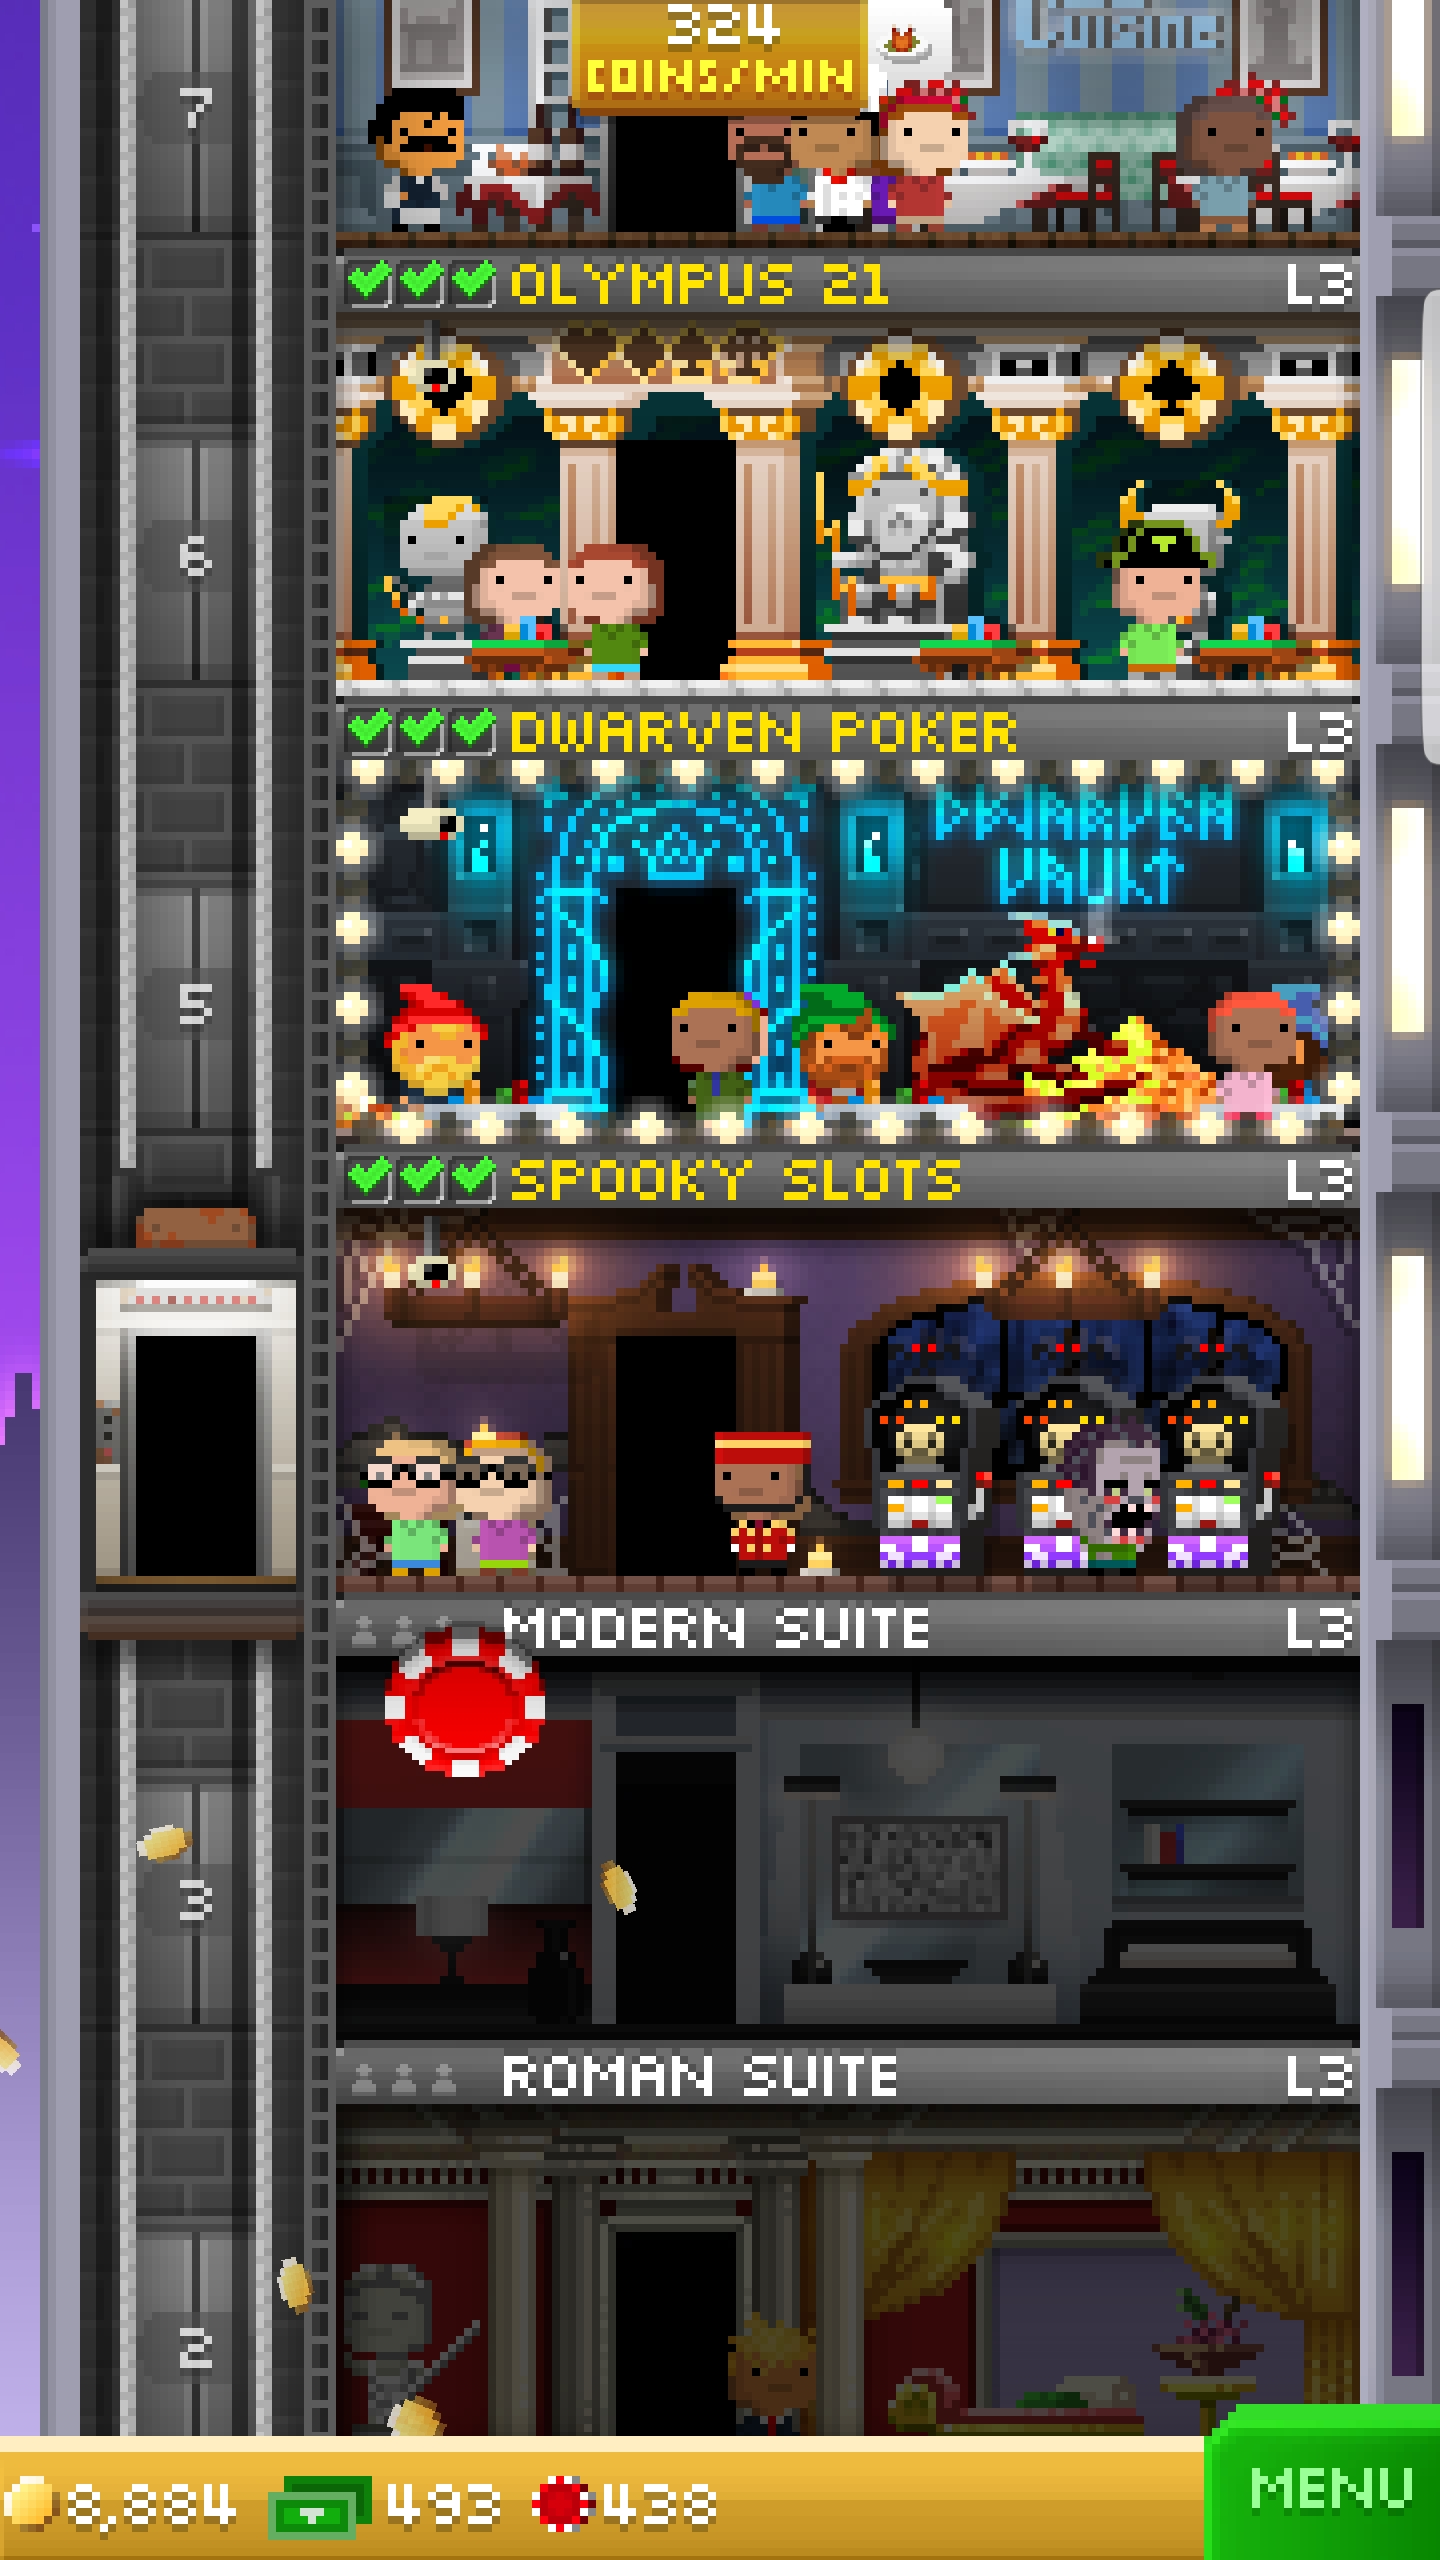 324
COINS/MIN
Cuisine
7
OLYMPUS 21 L3
6
DWARVEN POKER L3
DWARVEN
VAULT
5
SPOOKY SLOTS L3
MODERN SUITE L3
3
ROMAN SUITE L3
2
8,884 493 438
MENU